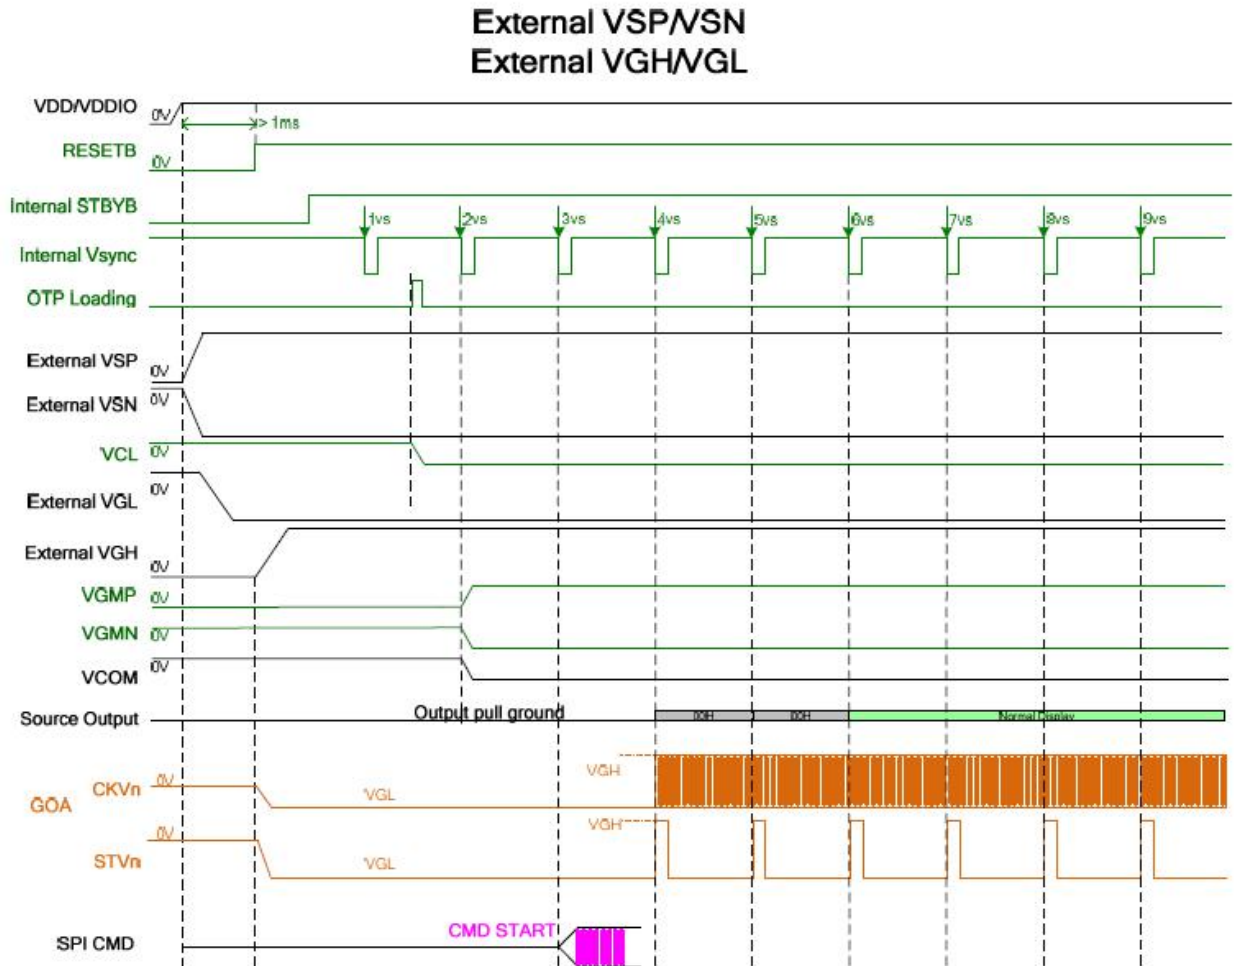 External VSP/VSN
External VGH/VGL
VDD/VDDIO 0V > 1ms
RESETB 0V
Internal STBYB
1vs 2vs 3vs 4vs 5vs 6vs 7vs 8vs 9vs
Internal Vsync
OTP Loading
External VSP 0V
External VSN 0V
VCL 0V
External VGL 0V
External VGH 0V
VGMP 0V
VGMN 0V
VCOM 0V
Source Output Output pull ground 00H 00H Normal Display
GOA
CKVn 0V VGL VGH
STVn 0V VGL VGH
SPI CMD CMD START